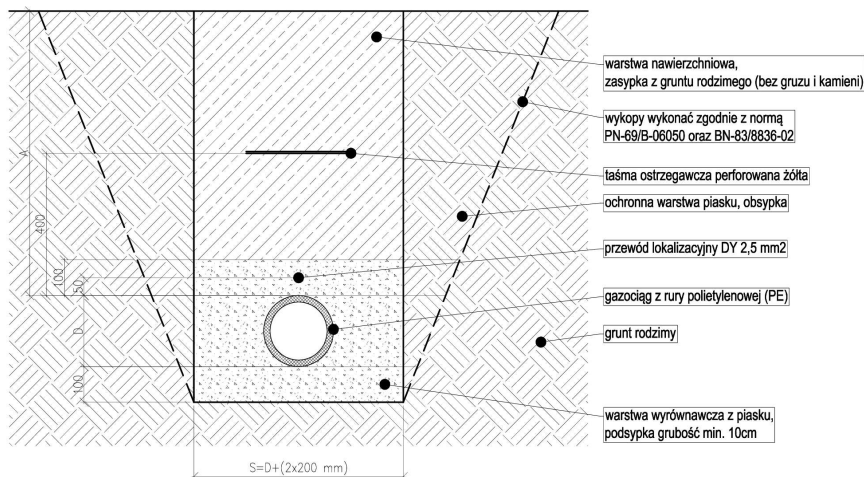 warstwa nawierzchniowa,
zasypka z gruntu rodzimego (bez gruzu i kamieni)
wykopy wykonać zgodnie z normą
PN-69/B-06050 oraz BN-83/8836-02
taśma ostrzegawcza perforowana żółta
ochronna warstwa piasku, obsypka
przewód lokalizacyjny DY 2,5 mm2
gazociąg z rury polietylenowej (PE)
grunt rodzimy
warstwa wyrównawcza z piasku,
podsypka grubość min. 10cm
A
400
100
50
D
100
S=D+(2x200 mm)